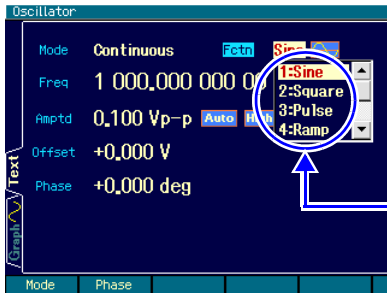 Oscillator
Mode Continuous Fctn Sine
Freq 1 000.000 000 00
1:Sine
2:Square
3:Pulse
4:Ramp
Amptd 0.100 Vp-p Auto High
Offset +0.000 V
Phase +0.000 deg
Text
Graph
Mode Phase